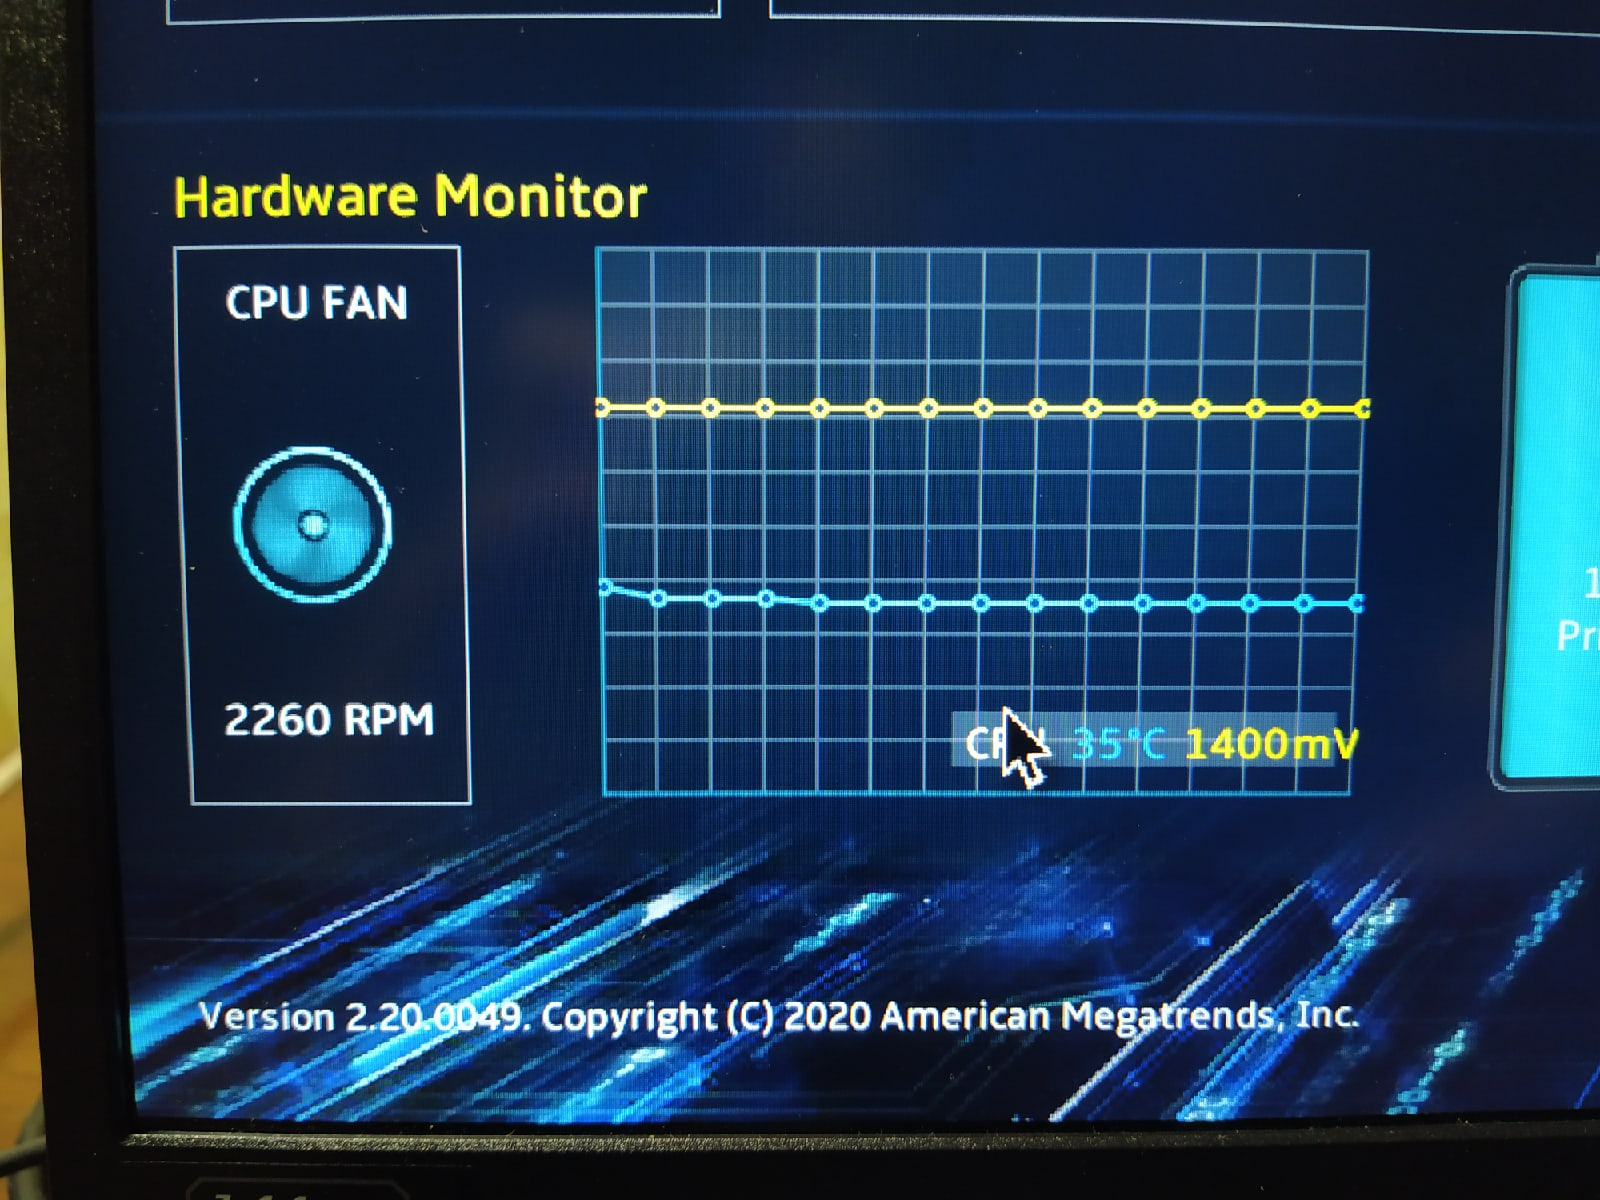 Hardware Monitor
CPU FAN
2260 RPM
35°C 1400mV
Version 2.20.0049. Copyright (C) 2020 American Megatrends, Inc.